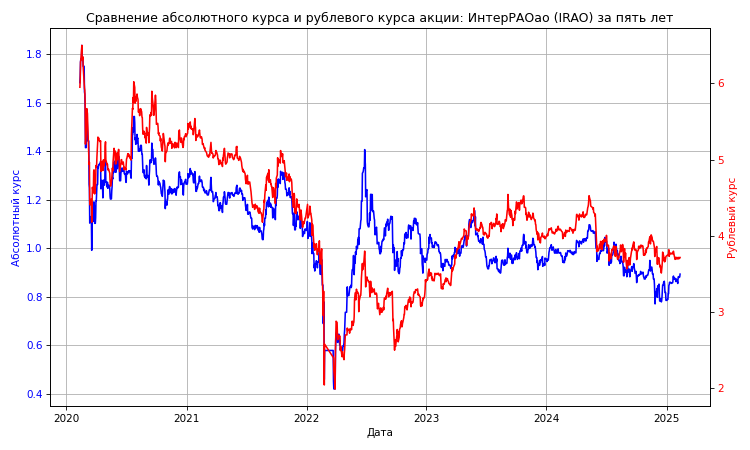 Сравнение абсолютного курса и рублевого курса акции: ИнтерРАОао (IRAO) за пять лет
1.8
1.6
1.4
1.2
1.0
0.8
0.6
0.4
Абсолютный курс
6
5
4
3
2
Рублевый курс
2020 2021 2022 2023 2024 2025
Дата